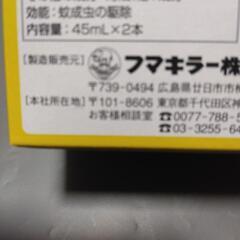 効能：蚊成虫の駆除
内容量：45mL×2本
［製造販売元］
フマキラー株
〒739-0494 広島県廿日市市
［本社所在地］
〒101-8606 東京都千代田区神
お客様相談室 ☎0077-788-5
03-3255-64